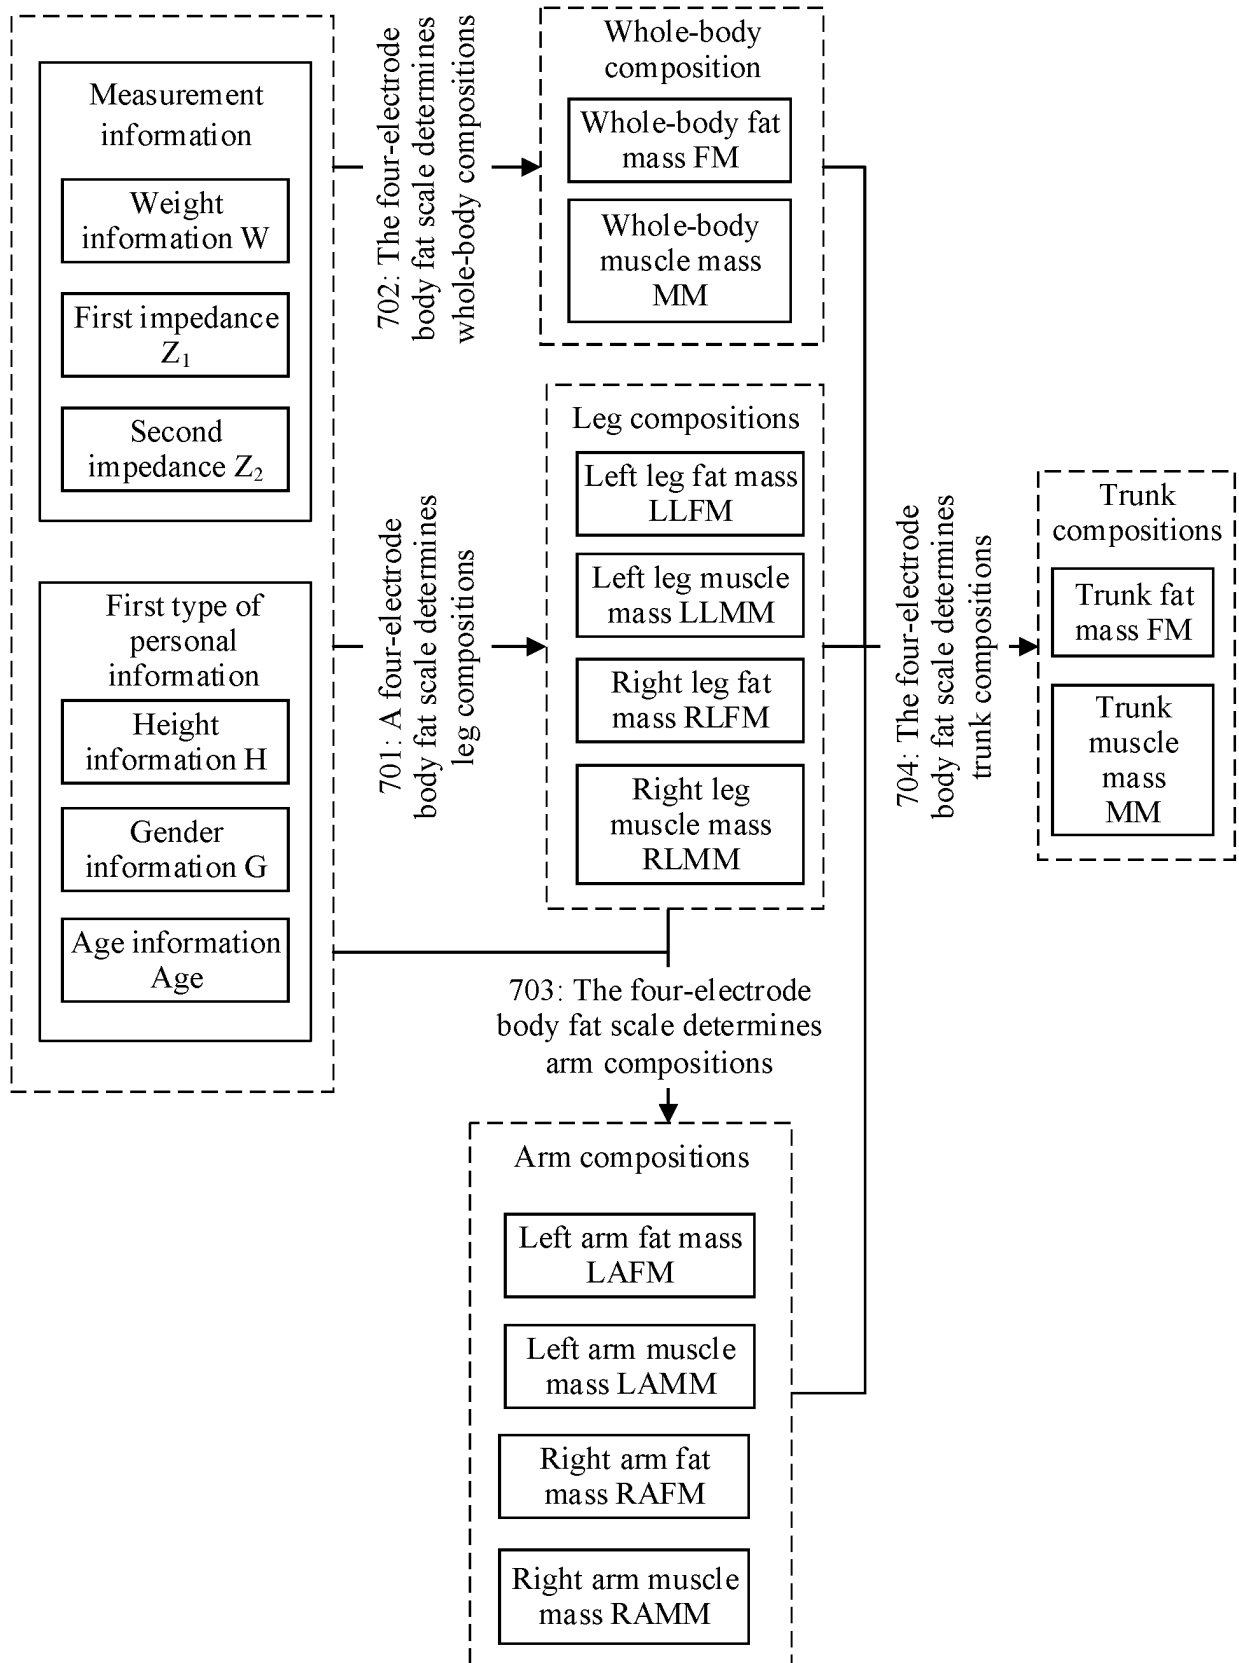 Measurement
information
Weight
information W
First impedance
Z1
Second
impedance Z2
First type of
personal
information
Height
information H
Gender
information G
Age information
Age
702: The four-electrode
body fat scale determines
whole-body compositions
701: A four-electrode
body fat scale determines
leg compositions
Whole-body
composition
Whole-body fat
mass FM
Whole-body
muscle mass
MM
Leg compositions
Left leg fat mass
LLFM
Left leg muscle
mass LLMM
Right leg fat
mass RLFM
Right leg
muscle mass
RLMM
703: The four-electrode
body fat scale determines
arm compositions
Arm compositions
Left arm fat mass
LAFM
Left arm muscle
mass LAMM
Right arm fat
mass RAFM
Right arm muscle
mass RAMM
704: The four-electrode
body fat scale determines
trunk compositions
Trunk
compositions
Trunk fat
mass FM
Trunk
muscle
mass
MM